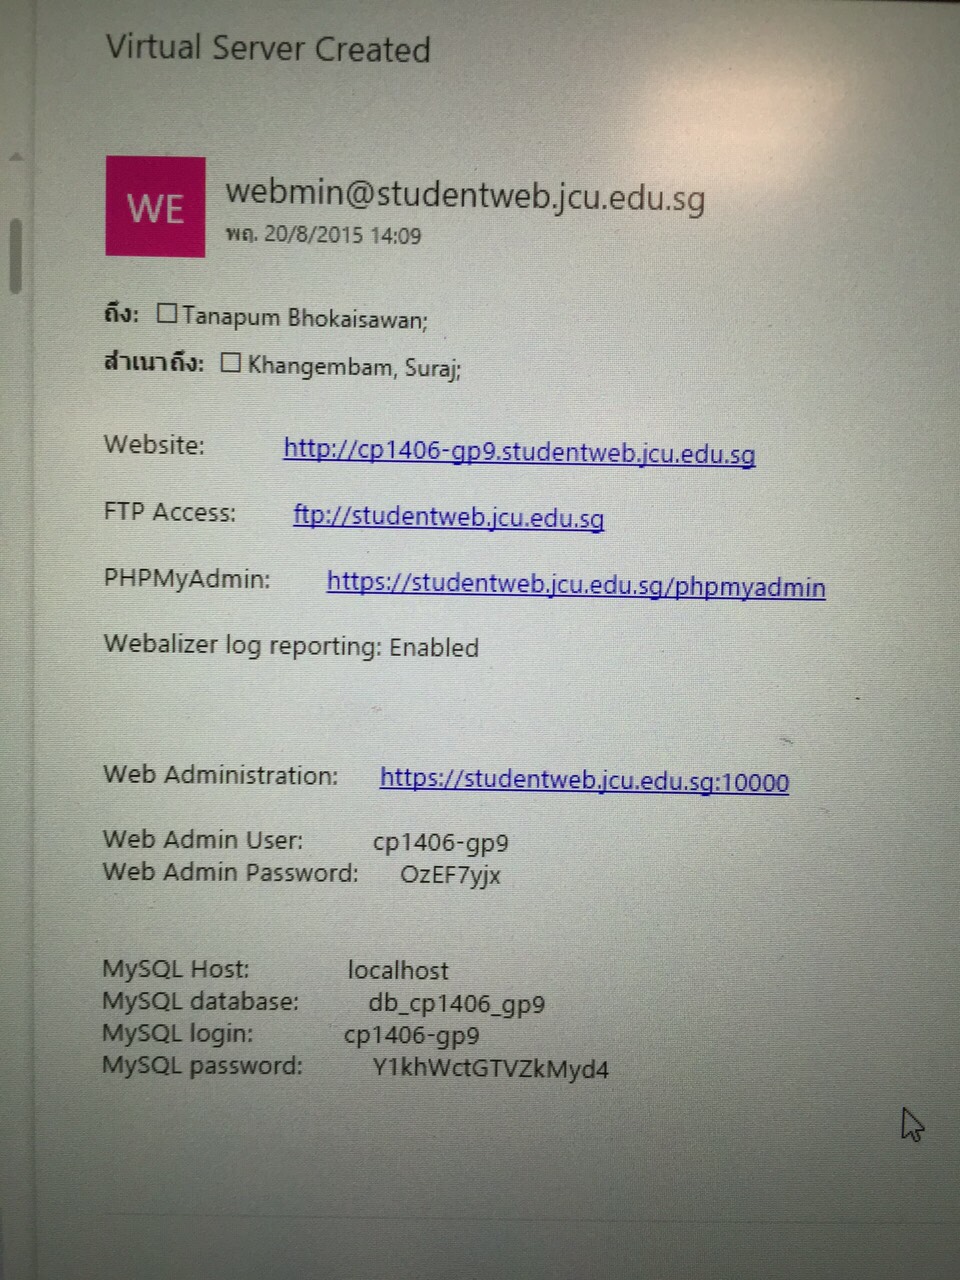 Virtual Server Created
WE
webmin@studentweb.jcu.edu.sg
พฤ. 20/8/2015 14:09
ถึง: Tanapum Bhokaisawan;
สำเนาถึง: Khangembam, Suraj;
Website: http://cp1406-gp9.studentweb.jcu.edu.sg
FTP Access: ftp://studentweb.jcu.edu.sg
PHPMyAdmin: https://studentweb.jcu.edu.sg/phpmyadmin
Webalizer log reporting: Enabled
Web Administration: https://studentweb.jcu.edu.sg:10000
Web Admin User: cp1406-gp9
Web Admin Password: OzEF7yjx
MySQL Host: localhost
MySQL database: db_cp1406_gp9
MySQL login: cp1406-gp9
MySQL password: Y1khWctGTVZkMyd4